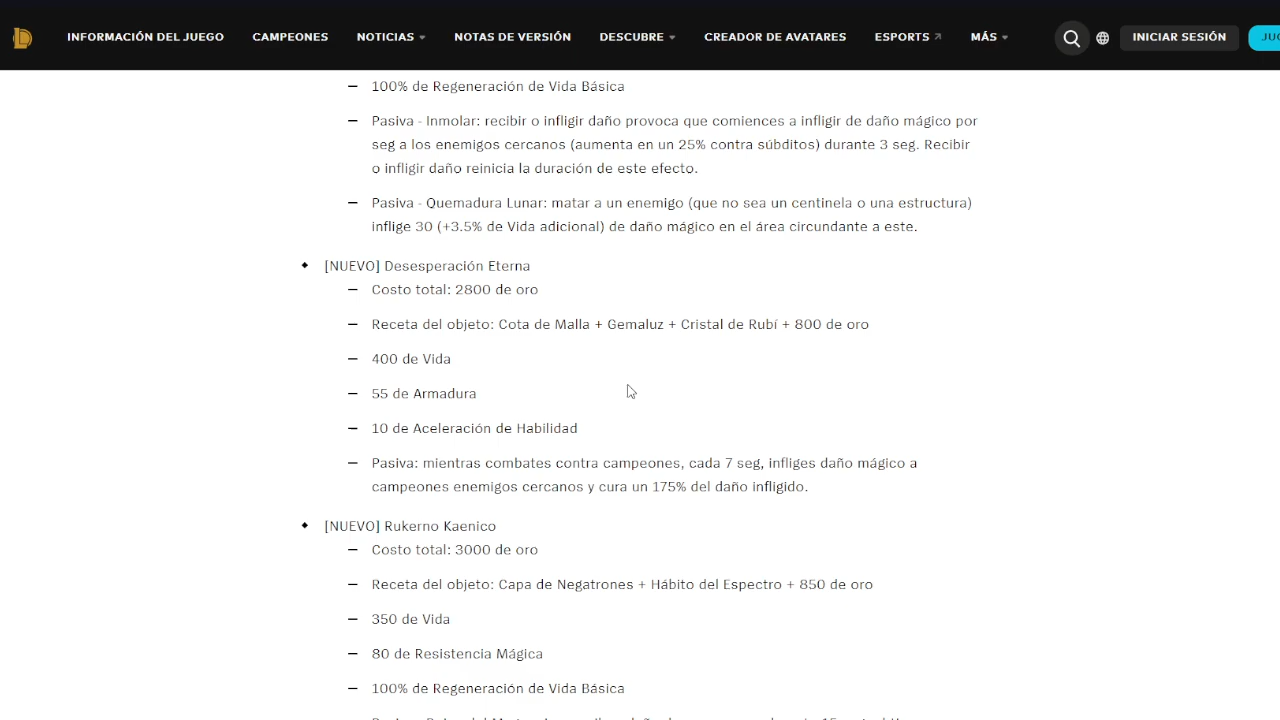 INFORMACIÓN DEL JUEGO CAMPEONES NOTICIAS NOTAS DE VERSIÓN DESCUBRE CREADOR DE AVATARES ESPORTS MÁS INICIAR SESIÓN
— 100% de Regeneración de Vida Básica
— Pasiva - Inmolar: recibir o infligir daño provoca que comiences a infligir de daño mágico por
seg a los enemigos cercanos (aumenta en un 25% contra súbditos) durante 3 seg. Recibir
o infligir daño reinicia la duración de este efecto.
— Pasiva - Quemadura Lunar: matar a un enemigo (que no sea un centinela o una estructura)
inflige 30 (+3.5% de Vida adicional) de daño mágico en el área circundante a este.
[NUEVO] Desesperación Eterna
— Costo total: 2800 de oro
— Receta del objeto: Cota de Malla + Gemaluz + Cristal de Rubí + 800 de oro
— 400 de Vida
— 55 de Armadura
— 10 de Aceleración de Habilidad
— Pasiva: mientras combates contra campeones, cada 7 seg, infliges daño mágico a
campeones enemigos cercanos y cura un 175% del daño infligido.
[NUEVO] Rukerno Kaenico
— Costo total: 3000 de oro
— Receta del objeto: Capa de Negatrones + Hábito del Espectro + 850 de oro
— 350 de Vida
— 80 de Resistencia Mágica
— 100% de Regeneración de Vida Básica